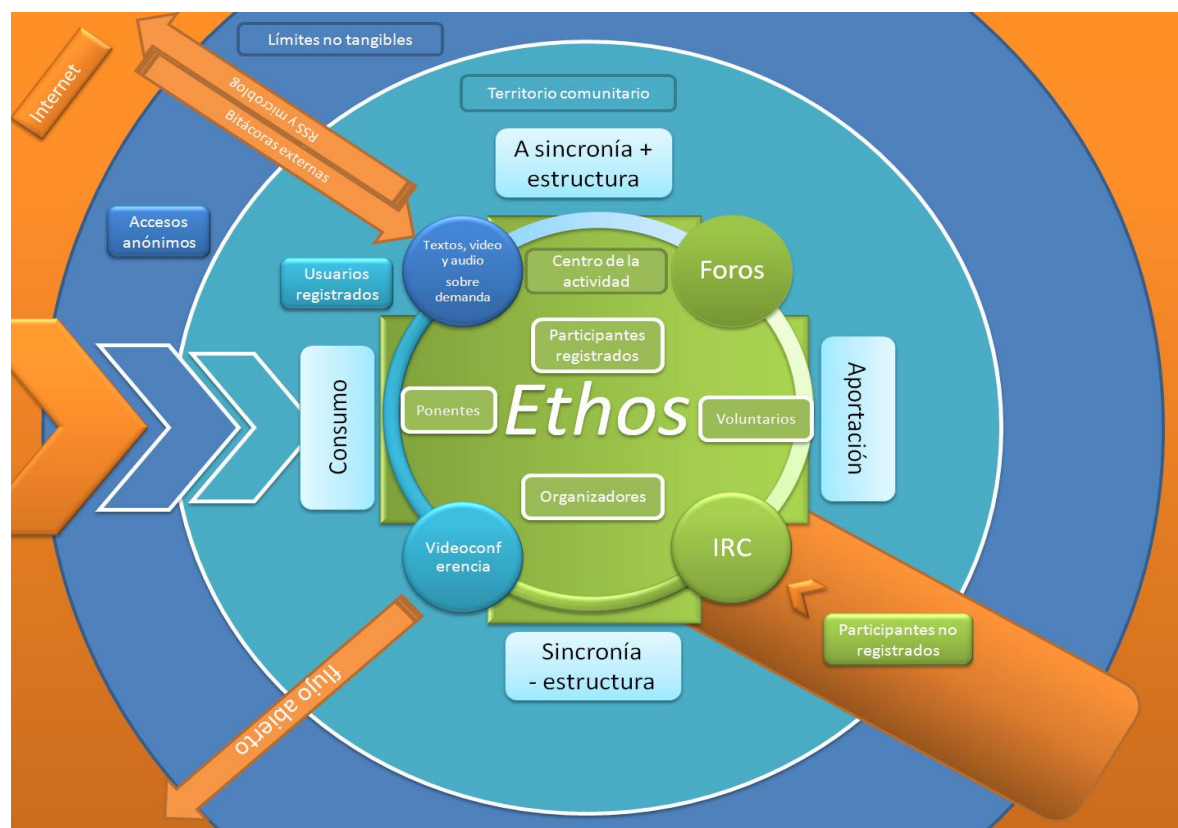 Límites no tangibles
Internet
RSS y microblog
Bitácoras externas
Territorio comunitario
A sincronía +
estructura
Accesos
anónimos
Usuarios
registrados
Textos, video
y audio
sobre
demanda
Centro de la
actividad
Foros
Participantes
registrados
Consumo
Ponentes
Ethos
Voluntarios
Aportación
Organizadores
Videoconf
erencia
IRC
Participantes no
registrados
Sincronía
- estructura
flujo abierto